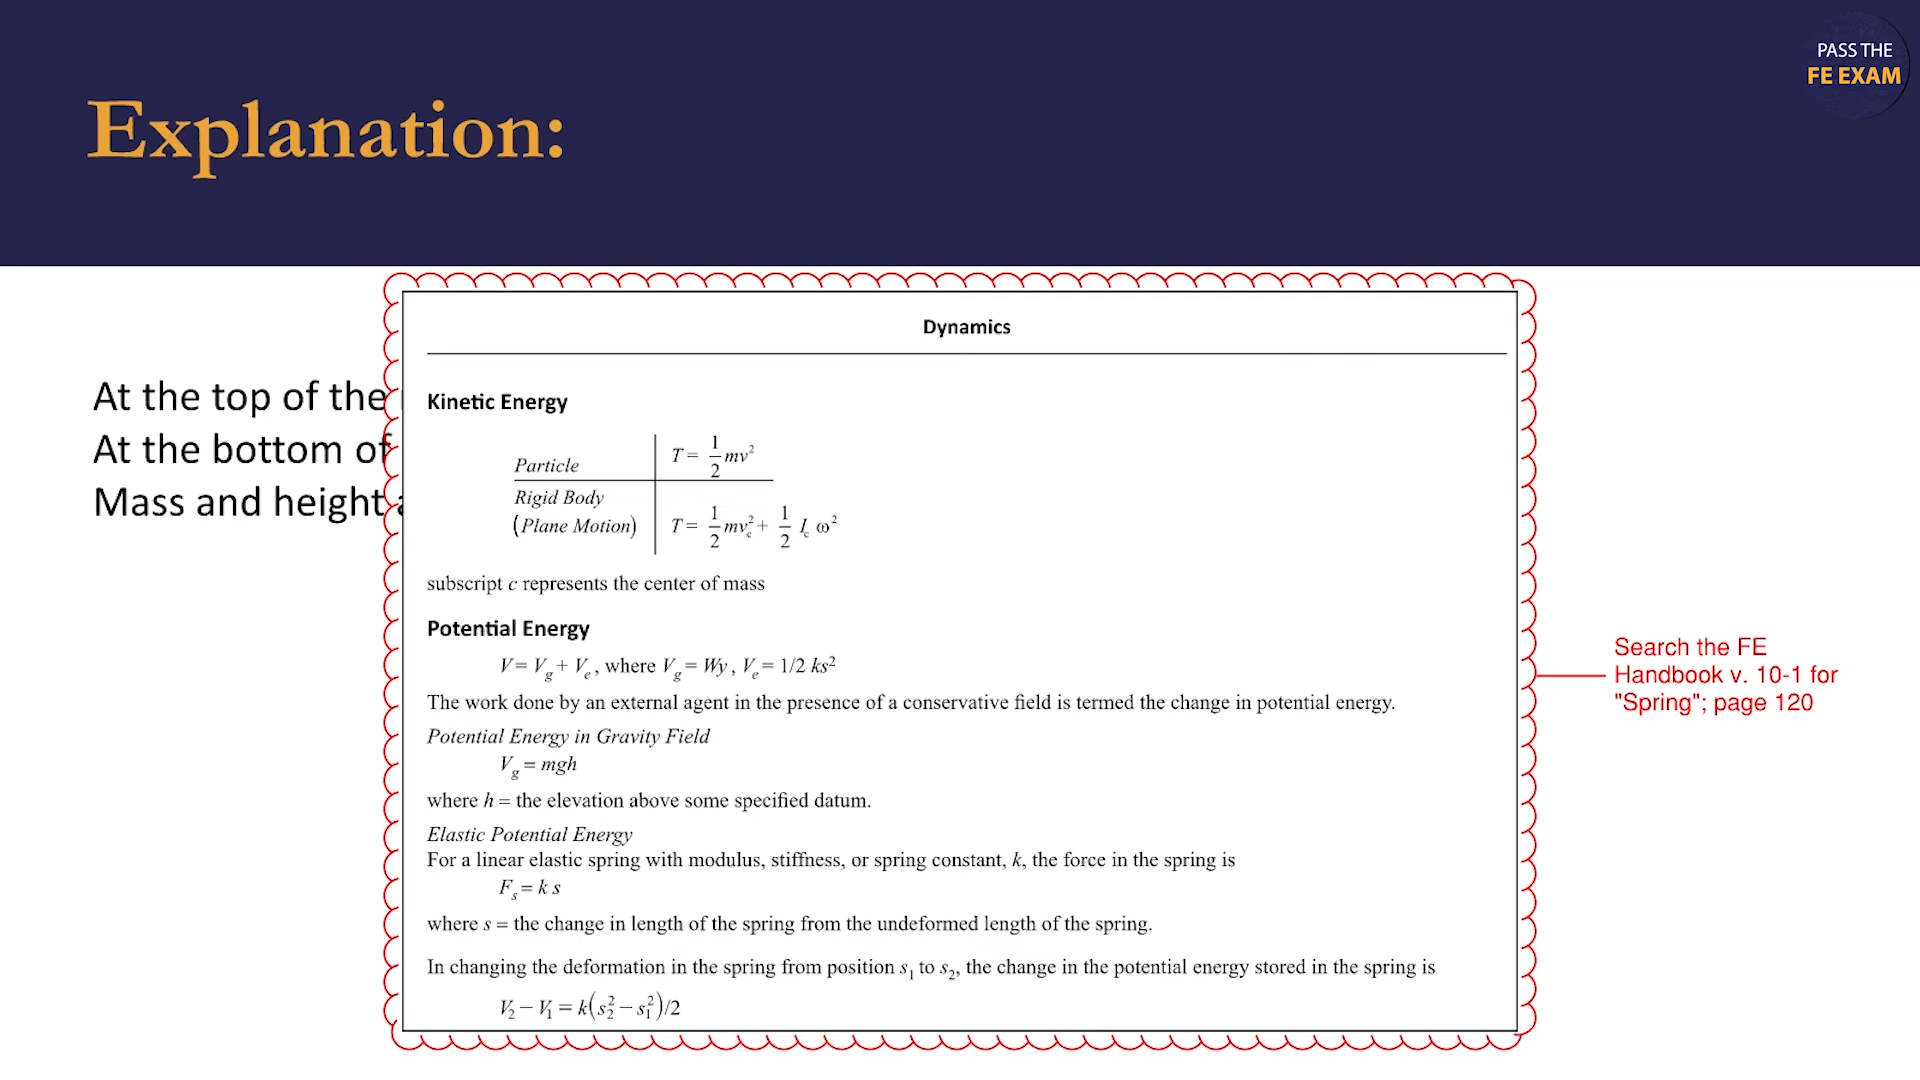 PASS THE
FE EXAM
Explanation:
At the top of the
At the bottom of
Mass and height
Dynamics
Kinetic Energy
Particle T = 1/2 mv²
Rigid Body
(Plane Motion) T = 1/2 mv_c² + 1/2 I_c ω²
subscript c represents the center of mass
Potential Energy
V = V_g + V_e, where V_g = Wy, V_e = 1/2 ks²
The work done by an external agent in the presence of a conservative field is termed the change in potential energy.
Potential Energy in Gravity Field
V_g = mgh
where h = the elevation above some specified datum.
Elastic Potential Energy
For a linear elastic spring with modulus, stiffness, or spring constant, k, the force in the spring is
F_s = k s
where s = the change in length of the spring from the undeformed length of the spring.
In changing the deformation in the spring from position s₁ to s₂, the change in the potential energy stored in the spring is
V₂ − V₁ = k(s₂² − s₁²)/2
Search the FE
Handbook v. 10-1 for
"Spring"; page 120